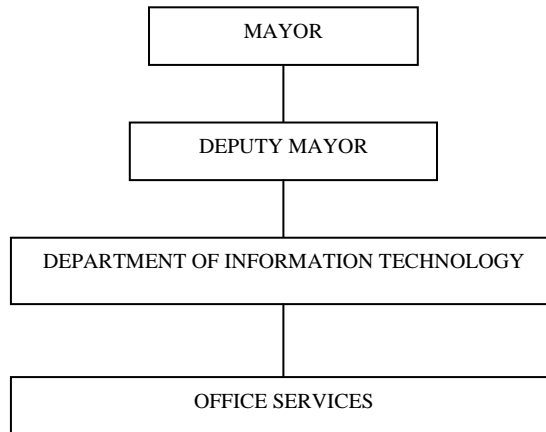 MAYOR
DEPUTY MAYOR
DEPARTMENT OF INFORMATION TECHNOLOGY
OFFICE SERVICES